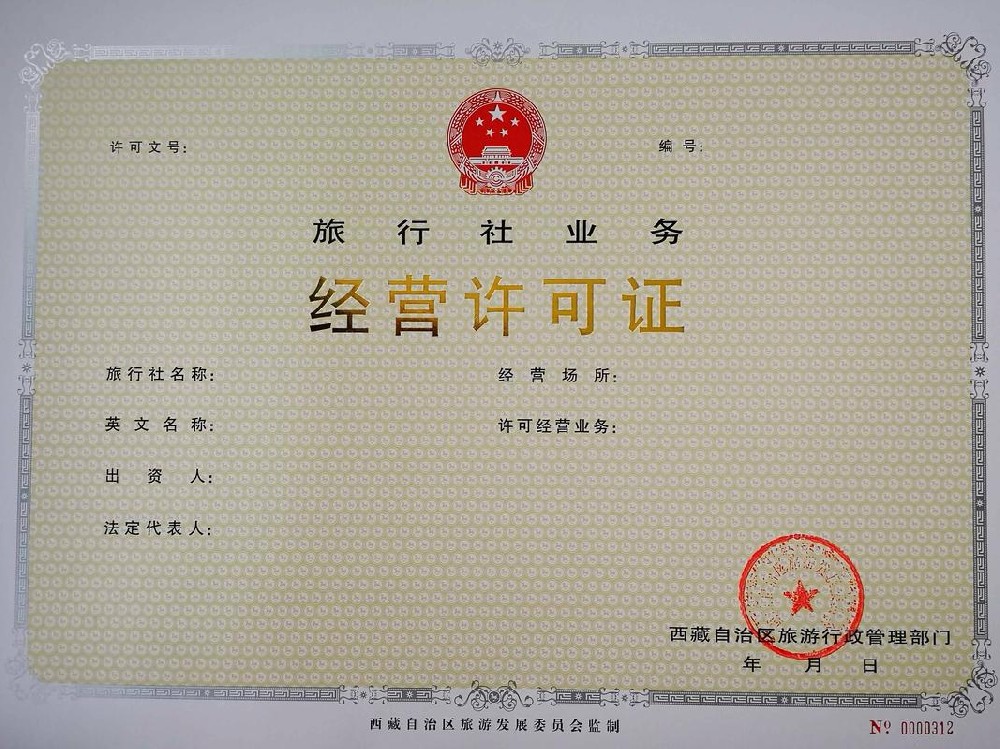 许可文号: 编号:
旅行社业务
经营许可证
旅行社名称: 经营场所:
英文名称: 许可经营业务:
出资人:
法定代表人:
西藏自治区旅游行政管理部门
年 月 日
西藏自治区旅游发展委员会监制 № 0000312